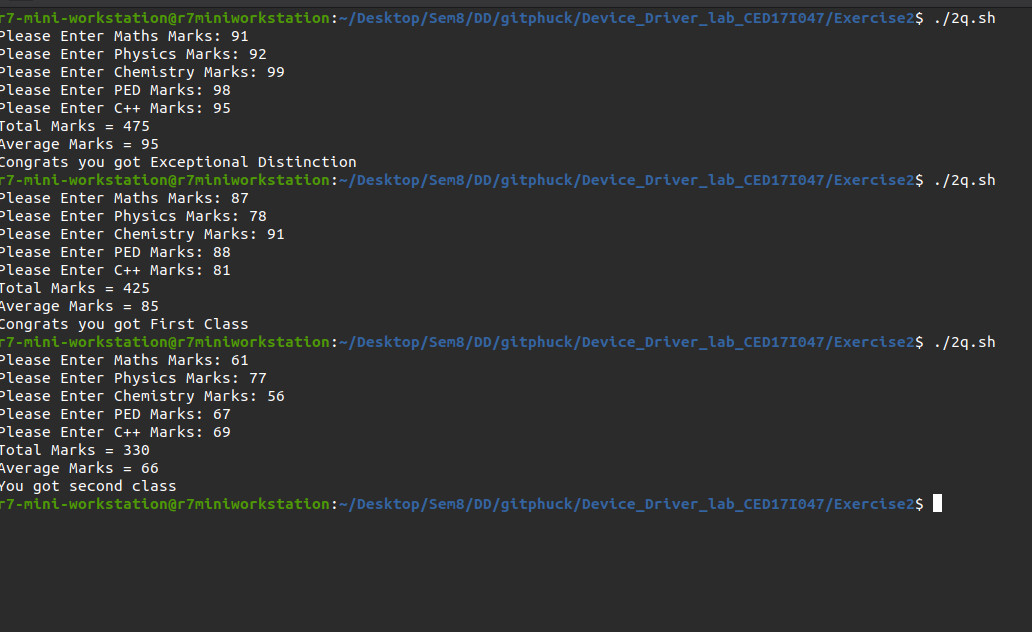 r7-mini-workstation@r7miniworkstation:~/Desktop/Sem8/DD/gitphuck/Device_Driver_lab_CED17I047/Exercise2$ ./2q.sh
Please Enter Maths Marks: 91
Please Enter Physics Marks: 92
Please Enter Chemistry Marks: 99
Please Enter PED Marks: 98
Please Enter C++ Marks: 95
Total Marks = 475
Average Marks = 95
Congrats you got Exceptional Distinction
r7-mini-workstation@r7miniworkstation:~/Desktop/Sem8/DD/gitphuck/Device_Driver_lab_CED17I047/Exercise2$ ./2q.sh
Please Enter Maths Marks: 87
Please Enter Physics Marks: 78
Please Enter Chemistry Marks: 91
Please Enter PED Marks: 88
Please Enter C++ Marks: 81
Total Marks = 425
Average Marks = 85
Congrats you got First Class
r7-mini-workstation@r7miniworkstation:~/Desktop/Sem8/DD/gitphuck/Device_Driver_lab_CED17I047/Exercise2$ ./2q.sh
Please Enter Maths Marks: 61
Please Enter Physics Marks: 77
Please Enter Chemistry Marks: 56
Please Enter PED Marks: 67
Please Enter C++ Marks: 69
Total Marks = 330
Average Marks = 66
You got second class
r7-mini-workstation@r7miniworkstation:~/Desktop/Sem8/DD/gitphuck/Device_Driver_lab_CED17I047/Exercise2$